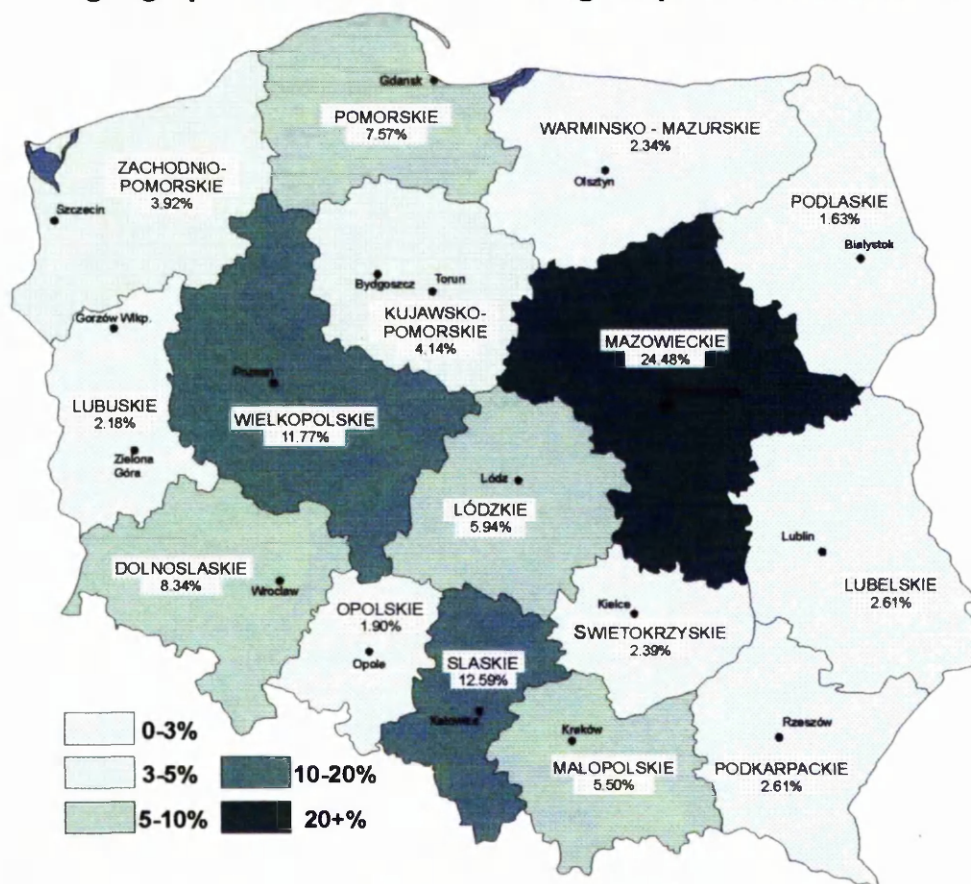 Gdansk
POMORSKIE
7.57%
WARMINSKO - MAZURSKIE
2.34%
Olsztyn
ZACHODNIO-
POMORSKIE
3.92%
Szczecin
PODLASKIE
1.63%
Bialystok
Bydgoszcz
Torun
KUJAWSKO-
POMORSKIE
4.14%
Gorzów Wlkp.
MAZOWIECKIE
24.48%
Poznan
LUBUSKIE
2.18%
Zielona
Góra
WIELKOPOLSKIE
11.77%
Lódz
LÓDZKIE
5.94%
DOLNOSLASKIE
8.34%
Wroclaw
Lublin
LUBELSKIE
2.61%
OPOLSKIE
1.90%
Opole
Kielce
SWIETOKRZYSKIE
2.39%
SLASKIE
12.59%
Katowice
Kraków
MALOPOLSKIE
5.50%
Rzeszów
PODKARPACKIE
2.61%
0-3%
3-5%
10-20%
5-10%
20+%